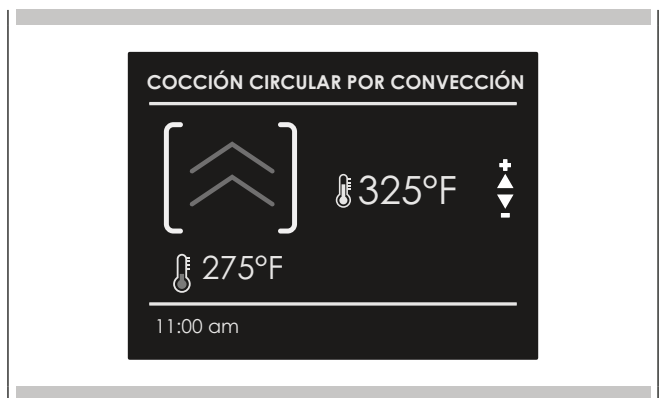 COCCIÓN CIRCULAR POR CONVECCIÓN
325°F
+
-
275°F
11:00 am